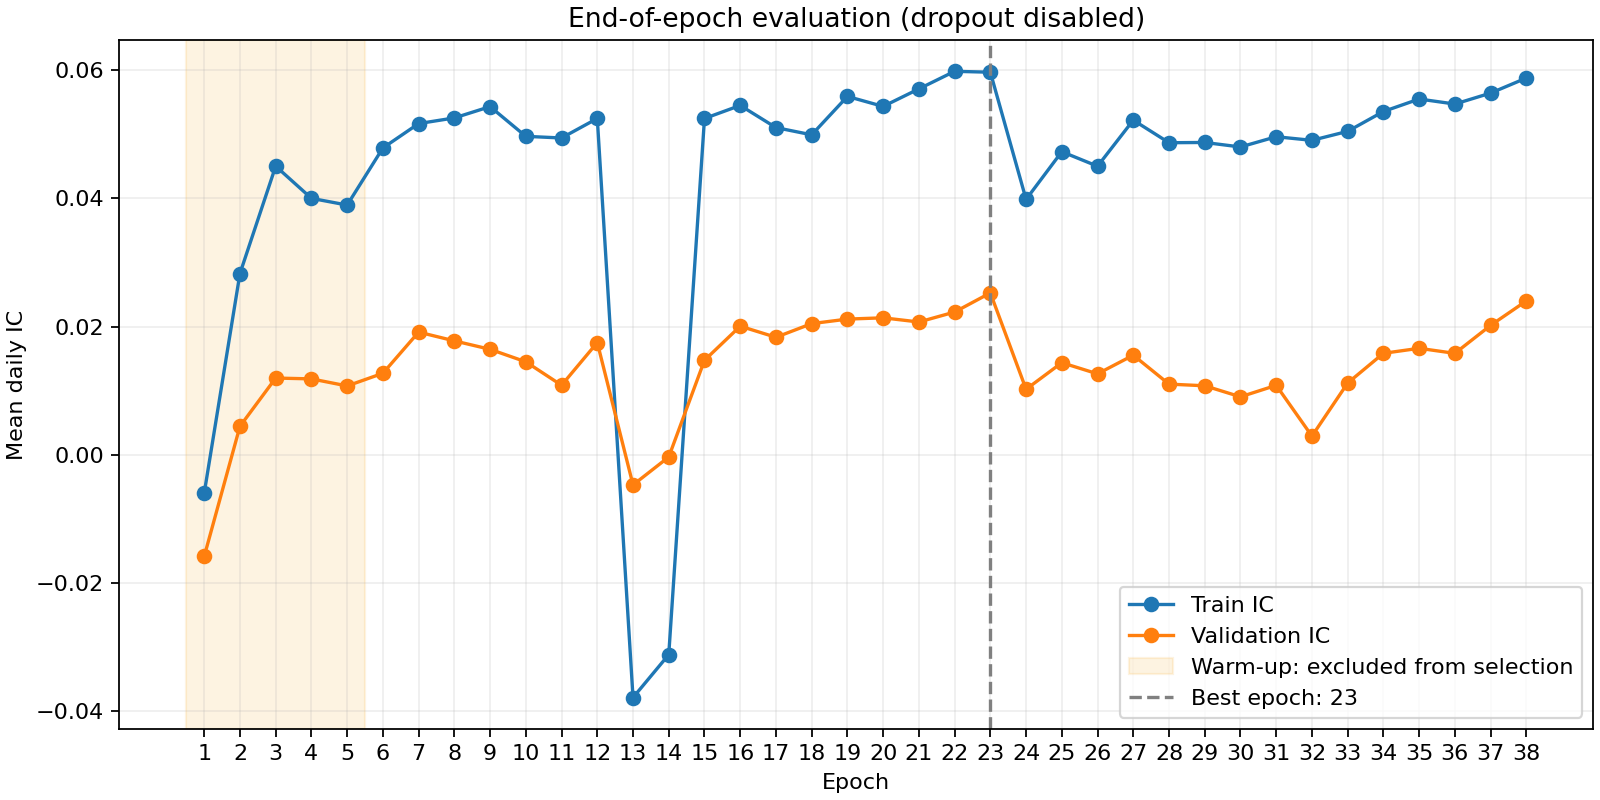 End-of-epoch evaluation (dropout disabled)
Mean daily IC
0.06
0.04
0.02
0.00
−0.02
−0.04
Train IC
Validation IC
Warm-up: excluded from selection
Best epoch: 23
1 2 3 4 5 6 7 8 9 10 11 12 13 14 15 16 17 18 19 20 21 22 23 24 25 26 27 28 29 30 31 32 33 34 35 36 37 38
Epoch